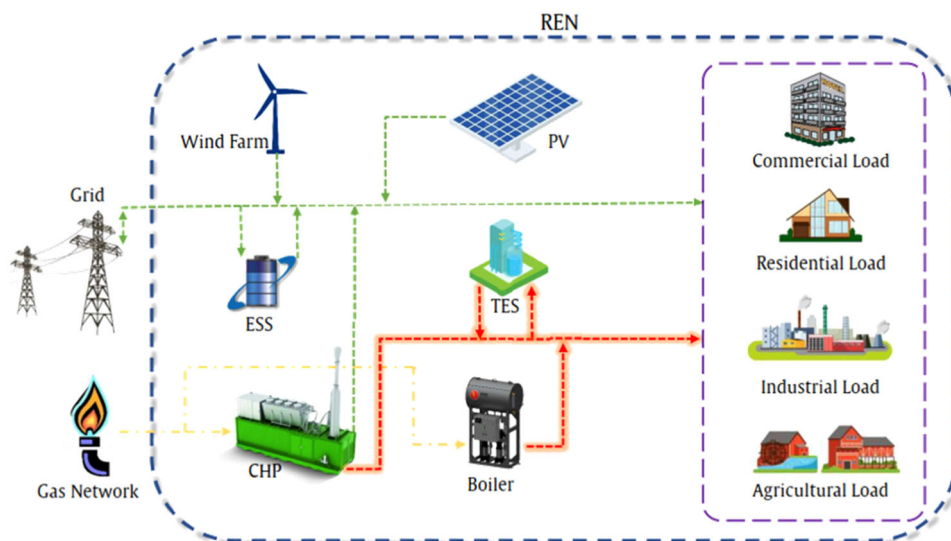 REN
Wind Farm
PV
Commercial Load
Grid
Residential Load
ESS
TES
Industrial Load
Gas Network
CHP
Boiler
Agricultural Load